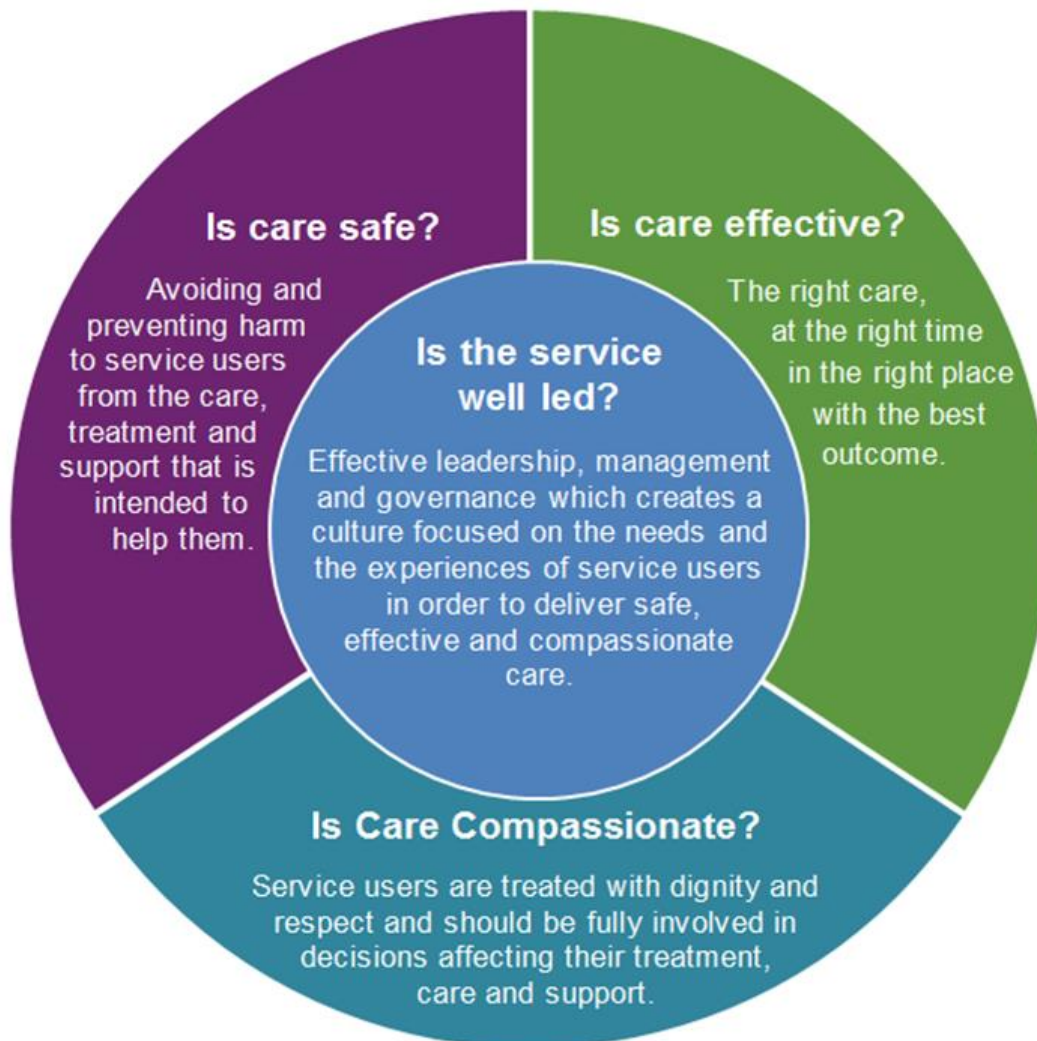 Is care safe?
Avoiding and
preventing harm
to service users
from the care,
treatment and
support that is
intended to
help them.
Is care effective?
The right care,
at the right time
in the right place
with the best
outcome.
Is the service
well led?
Effective leadership, management
and governance which creates a
culture focused on the needs and
the experiences of service users
in order to deliver safe,
effective and compassionate
care.
Is Care Compassionate?
Service users are treated with dignity and
respect and should be fully involved in
decisions affecting their treatment,
care and support.